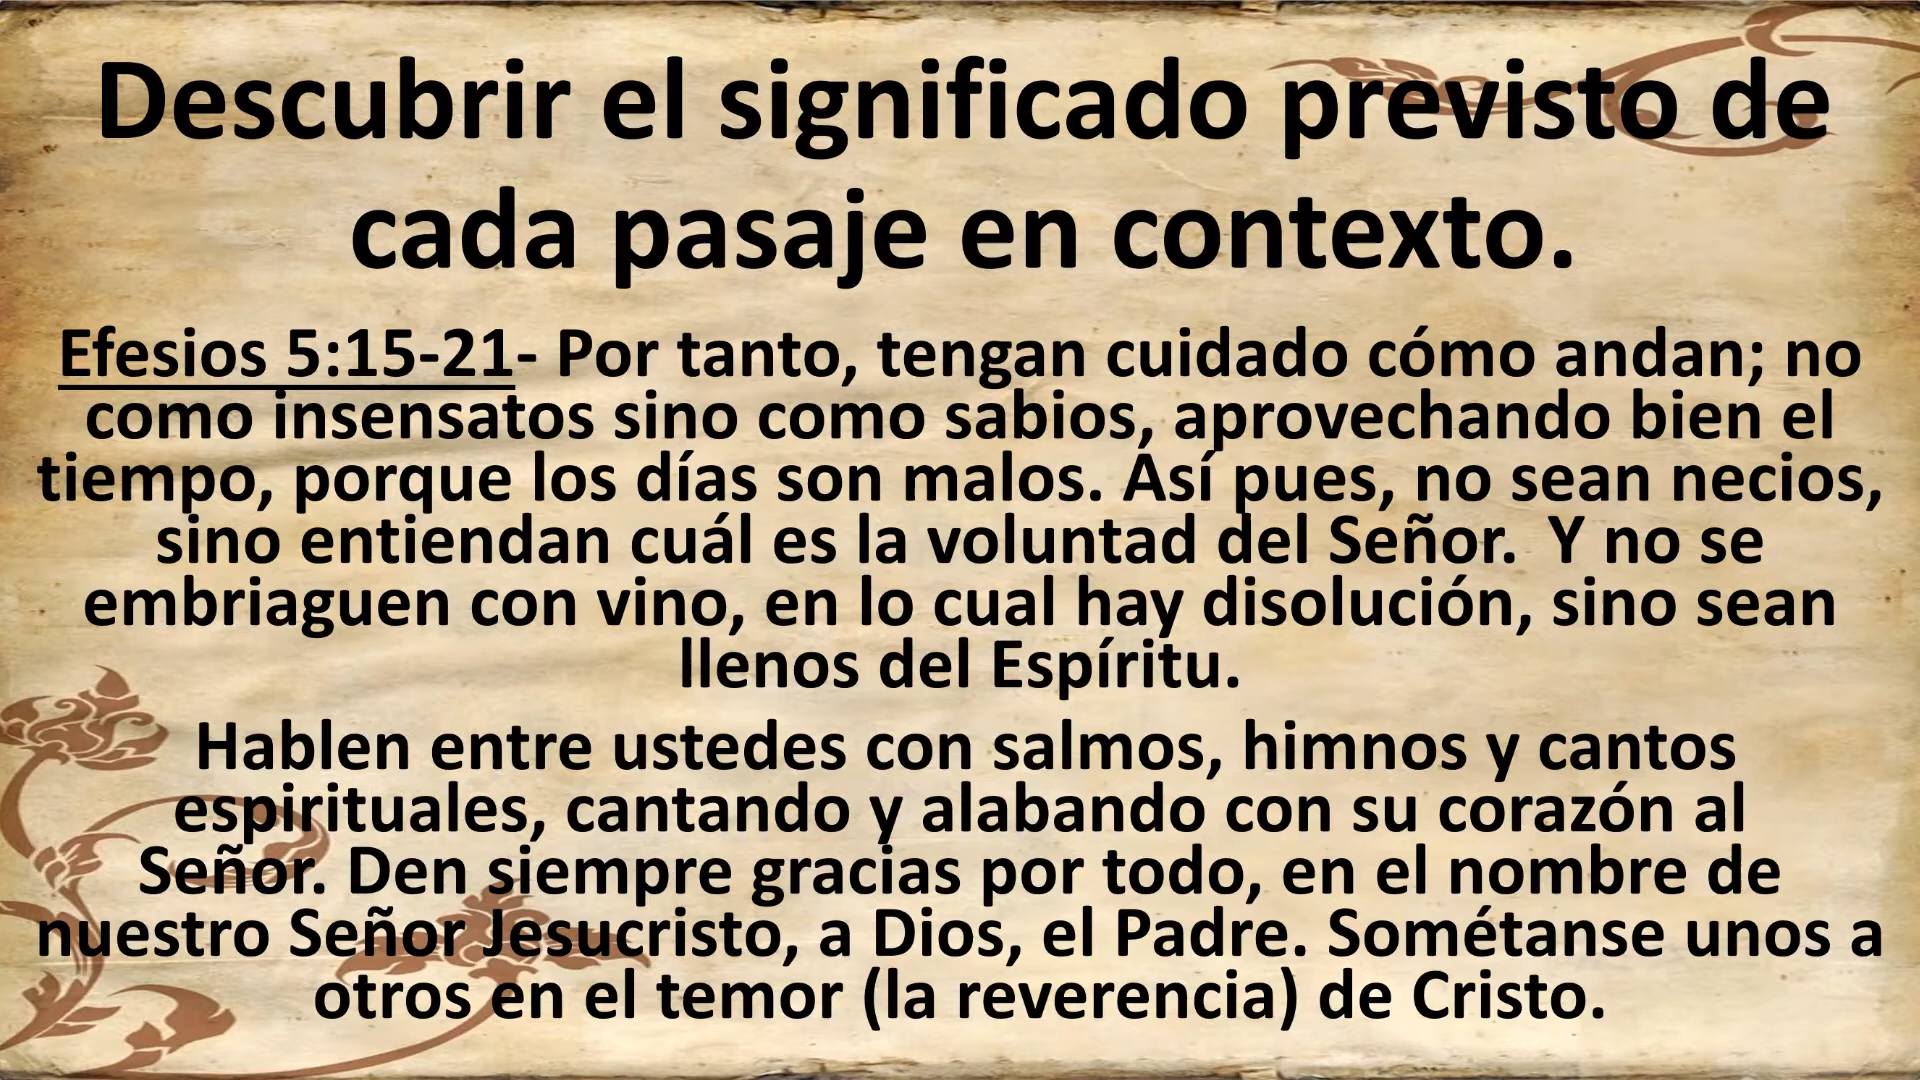 Descubrir el significado previsto de
cada pasaje en contexto.
Efesios 5:15-21- Por tanto, tengan cuidado cómo andan; no
como insensatos sino como sabios, aprovechando bien el
tiempo, porque los días son malos. Así pues, no sean necios,
sino entiendan cuál es la voluntad del Señor. Y no se
embriaguen con vino, en lo cual hay disolución, sino sean
llenos del Espíritu.
Hablen entre ustedes con salmos, himnos y cantos
espirituales, cantando y alabando con su corazón al
Señor. Den siempre gracias por todo, en el nombre de
nuestro Señor Jesucristo, a Dios, el Padre. Sométanse unos a
otros en el temor (la reverencia) de Cristo.